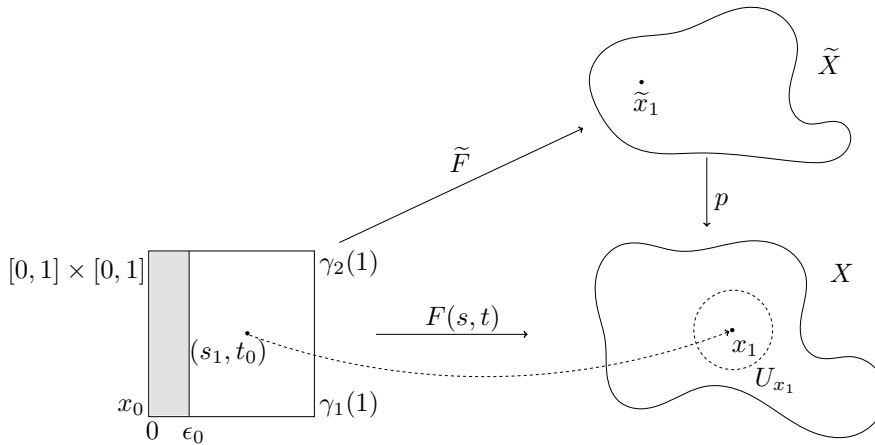 X̃
x̃₁
F̃
p
[0, 1] × [0, 1]
γ₂(1)
X
F(s, t)
(s₁, t₀)
x₁
U_{x₁}
x₀
γ₁(1)
0
ϵ₀